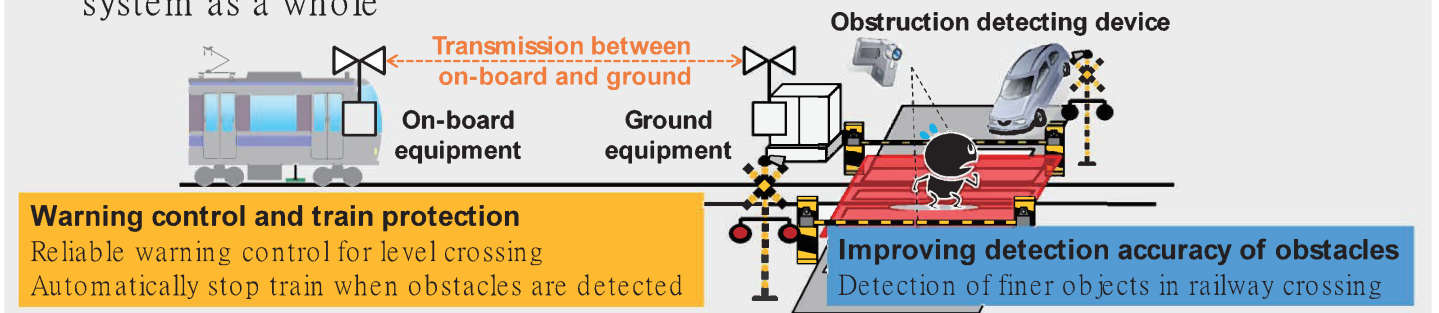 system as a whole
Obstruction detecting device
Transmission between
on-board and ground
On-board
equipment
Ground
equipment
Warning control and train protection
Reliable warning control for level crossing
Automatically stop train when obstacles are detected
Improving detection accuracy of obstacles
Detection of finer objects in railway crossing